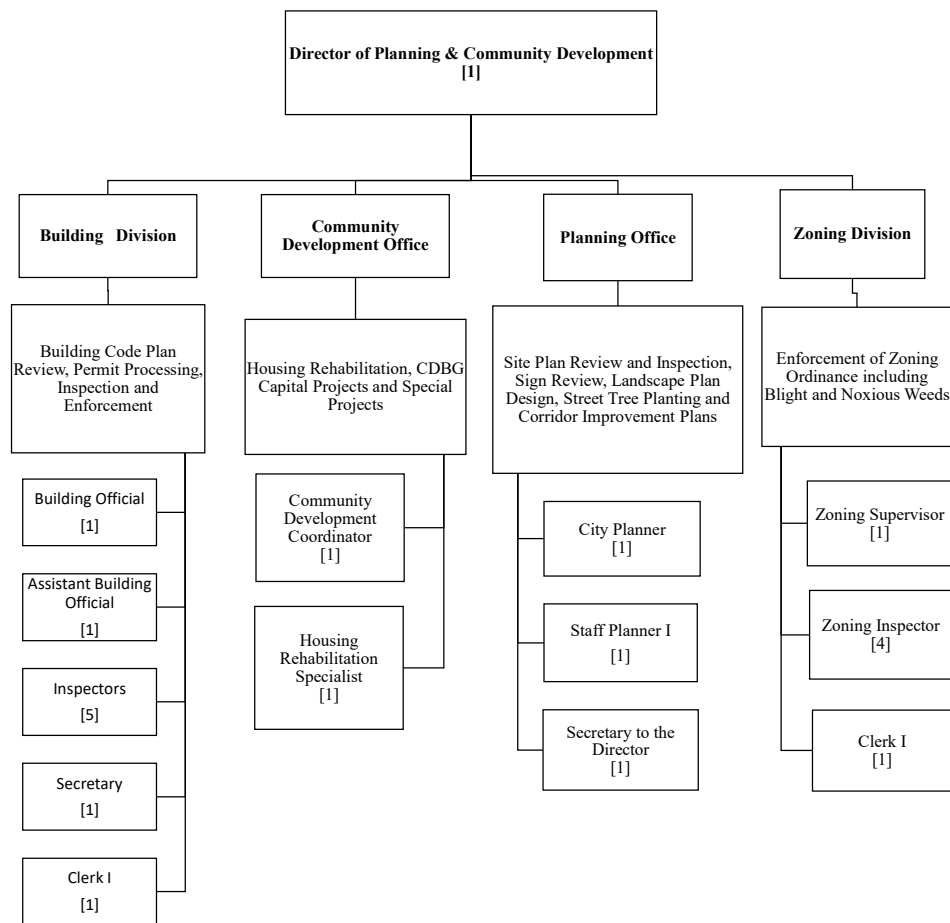 Director of Planning & Community Development
[1]
Building Division
Community
Development Office
Planning Office
Zoning Division
Building Code Plan
Review, Permit Processing,
Inspection and
Enforcement
Housing Rehabilitation, CDBG
Capital Projects and Special
Projects
Site Plan Review and Inspection,
Sign Review, Landscape Plan
Design, Street Tree Planting and
Corridor Improvement Plans
Enforcement of Zoning
Ordinance including
Blight and Noxious Weeds
Building Official
[1]
Assistant Building
Official
[1]
Inspectors
[5]
Secretary
[1]
Clerk I
[1]
Community
Development
Coordinator
[1]
Housing
Rehabilitation
Specialist
[1]
City Planner
[1]
Staff Planner I
[1]
Secretary to the
Director
[1]
Zoning Supervisor
[1]
Zoning Inspector
[4]
Clerk I
[1]